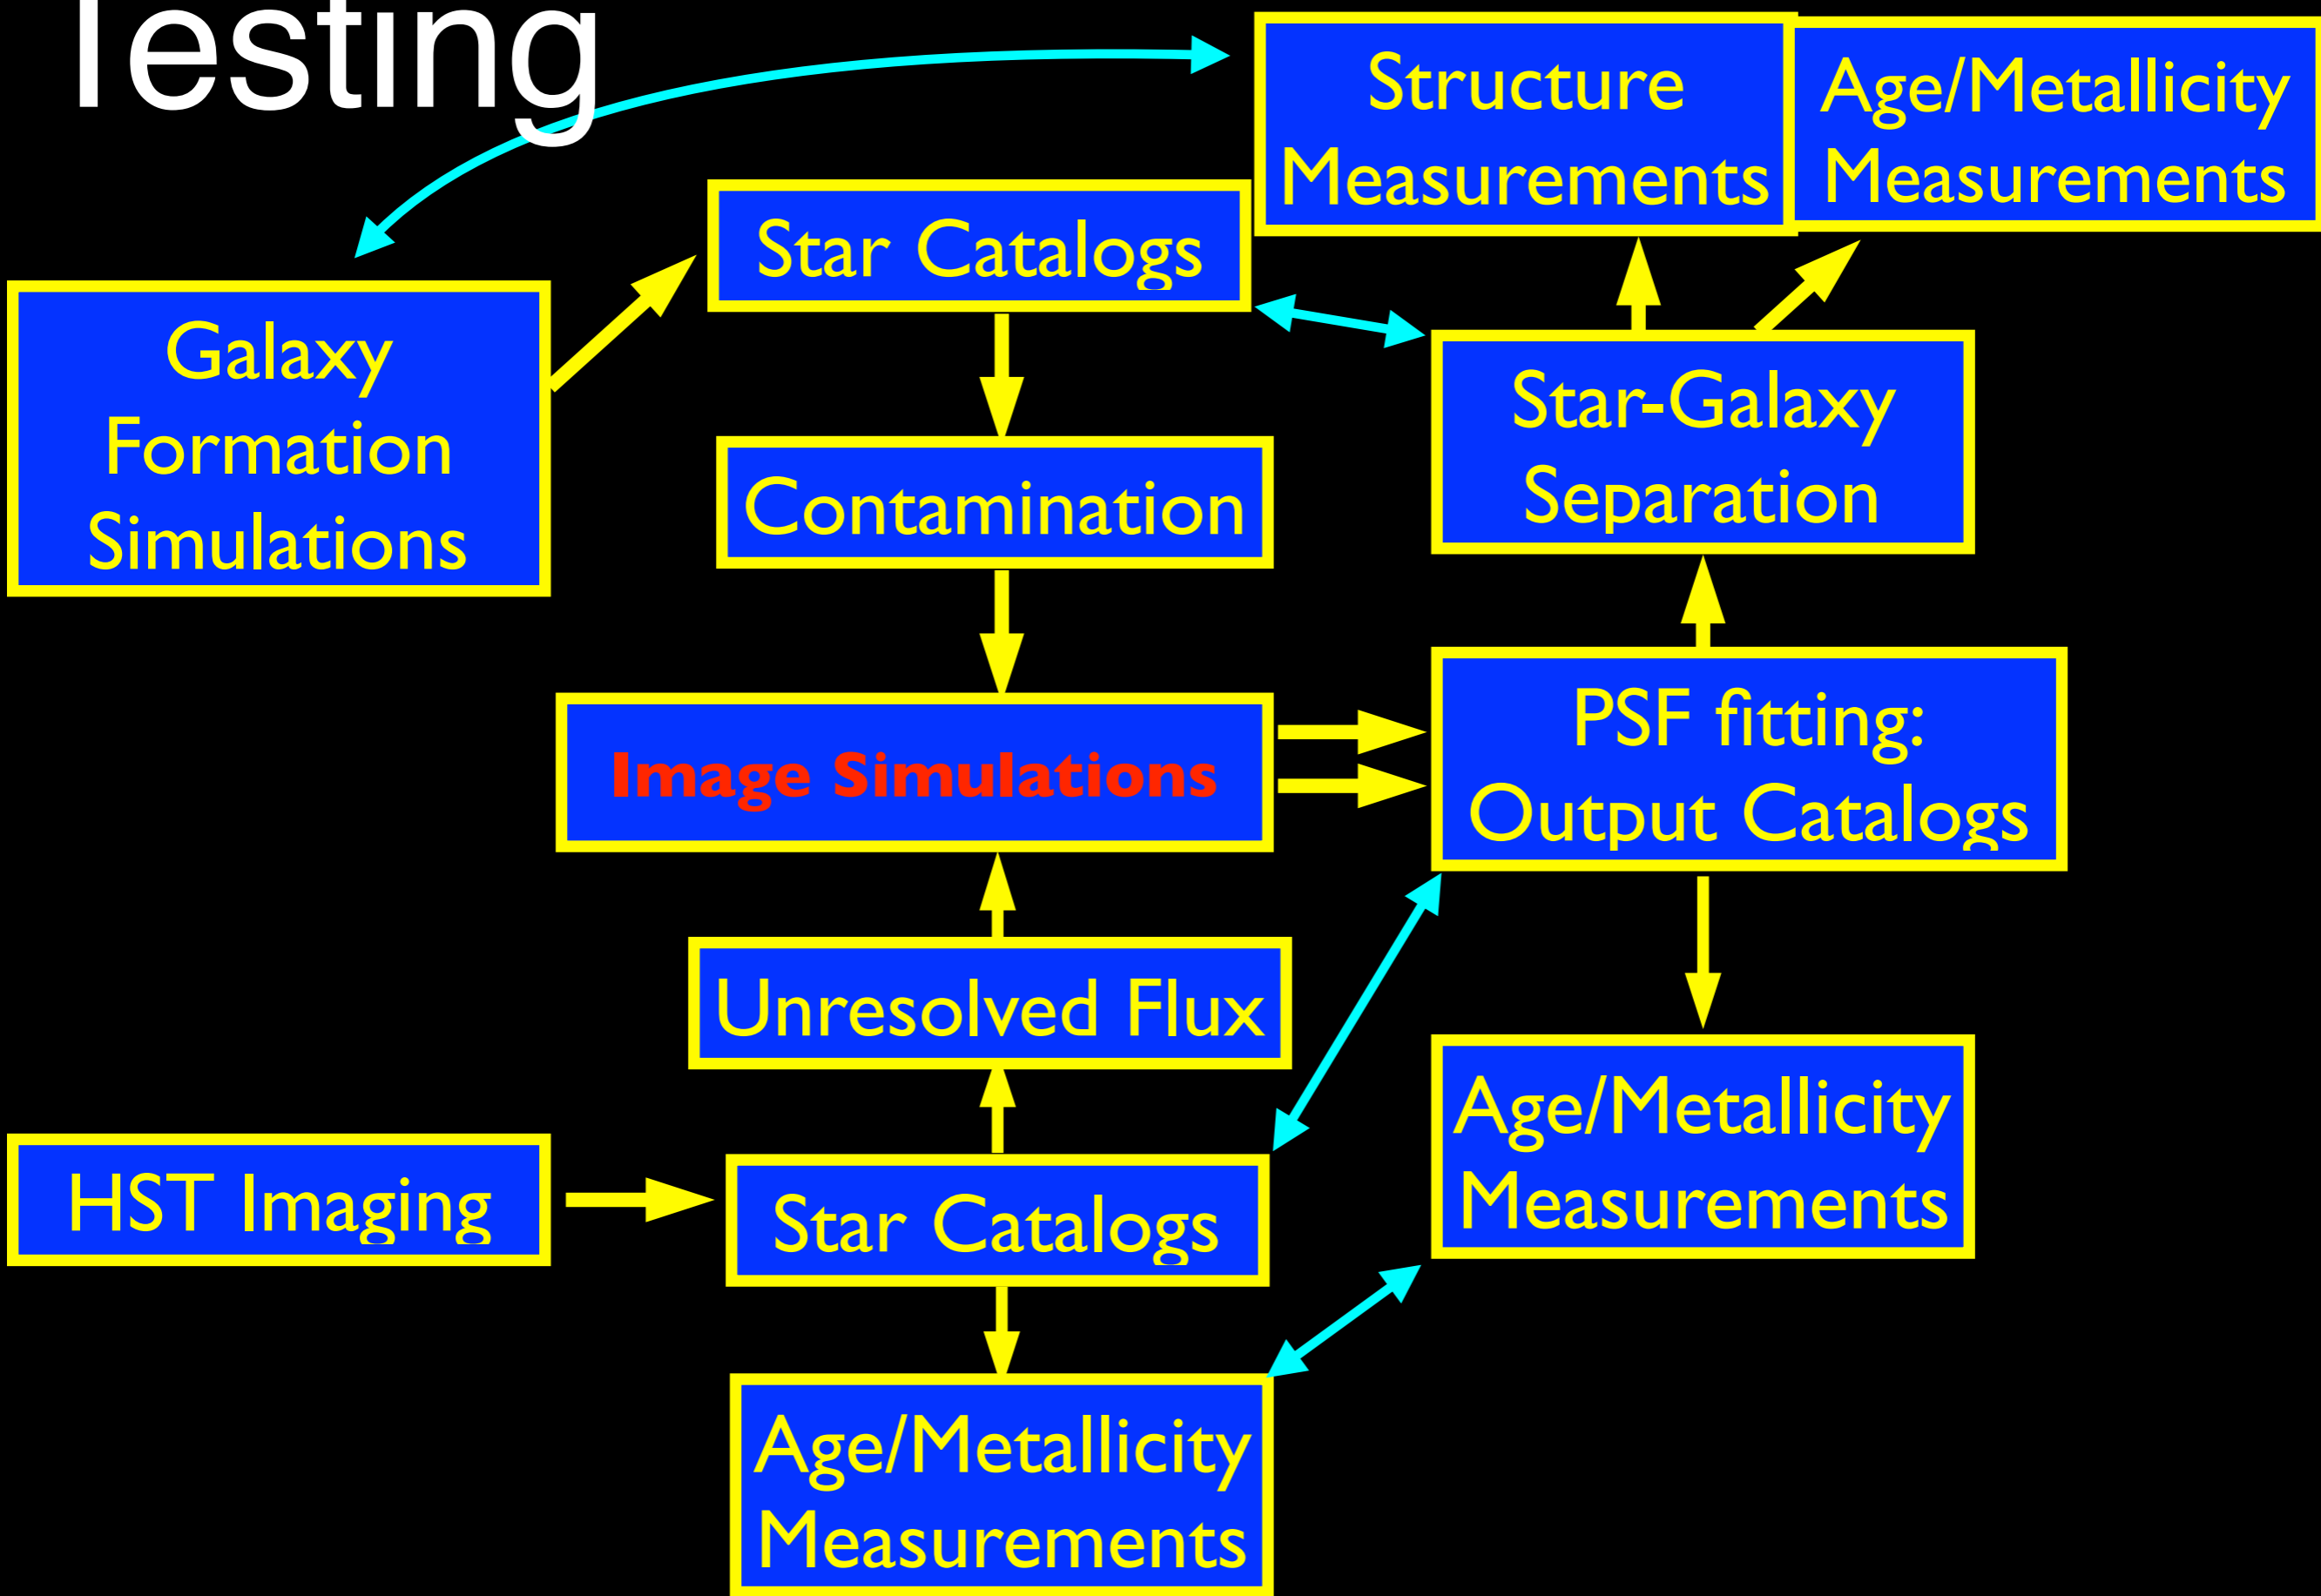 Testing
Structure
Measurements
Age/Metallicity
Measurements
Star Catalogs
Galaxy
Formation
Simulations
Star-Galaxy
Separation
Contamination
PSF fitting:
Output Catalogs
Image Simulations
Unresolved Flux
Age/Metallicity
Measurements
HST Imaging
Star Catalogs
Age/Metallicity
Measurements